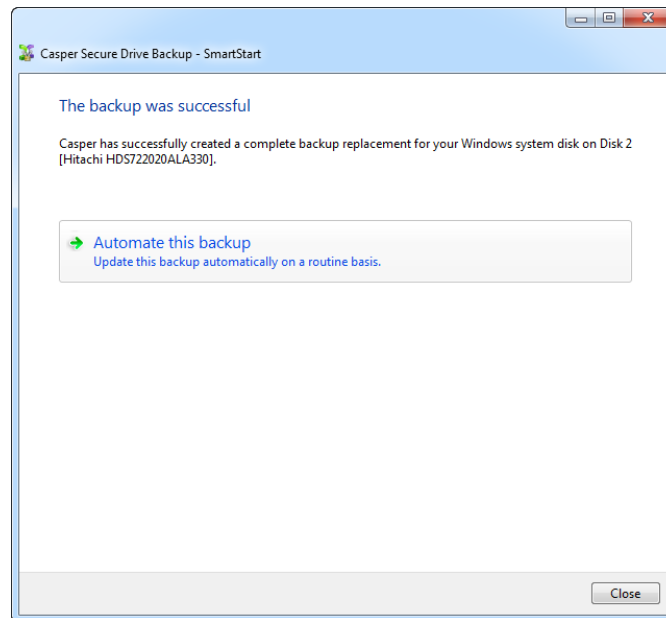 Casper Secure Drive Backup - SmartStart
The backup was successful
Casper has successfully created a complete backup replacement for your Windows system disk on Disk 2
[Hitachi HDS722020ALA330].
Automate this backup
Update this backup automatically on a routine basis.
Close